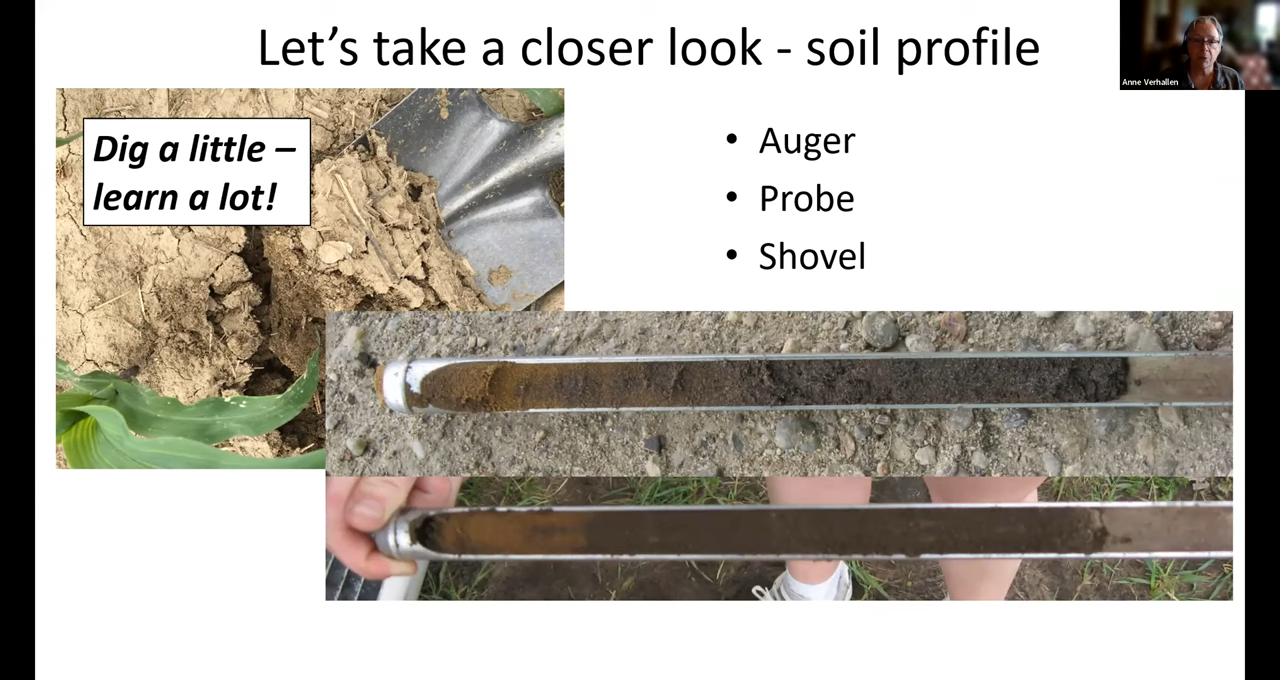 Let’s take a closer look - soil profile
Anne Verhallen
Dig a little –
learn a lot!
• Auger
• Probe
• Shovel